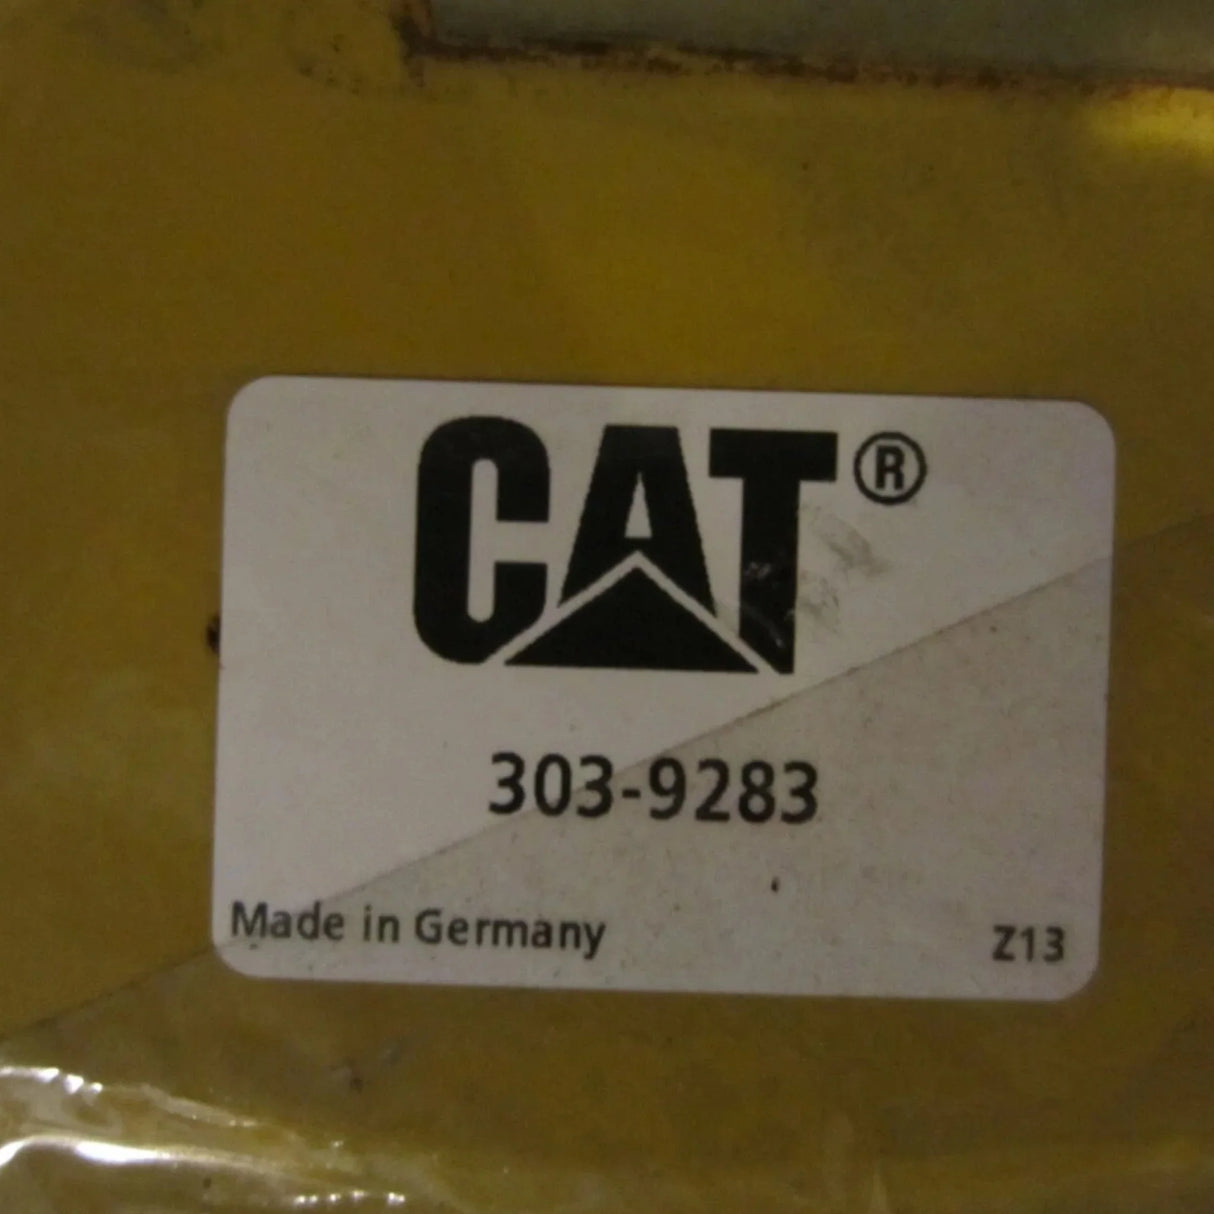 CAT®
303-9283
Made in Germany
Z13